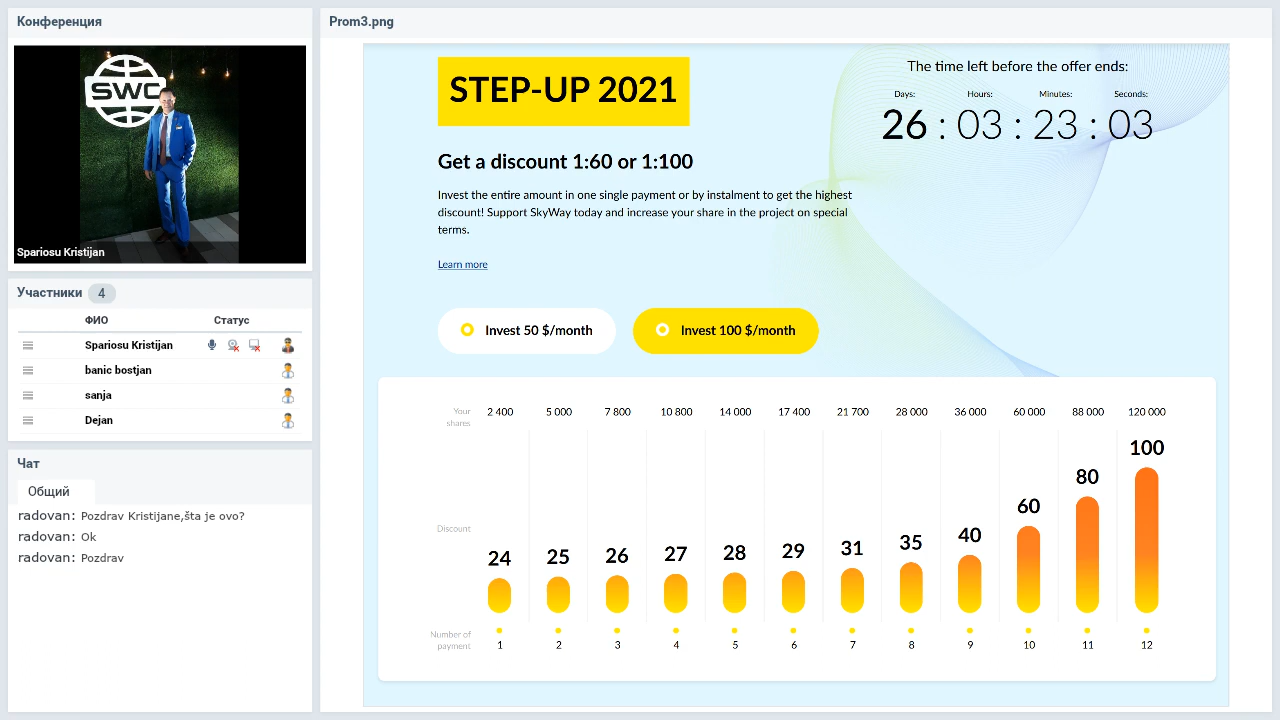 Конференция
SWC
Spariosu Kristijan
Участники 4
ФИО Статус
Spariosu Kristijan
banic bostjan
sanja
Dejan
Чат
Общий
radovan: Pozdrav Kristijane,šta je ovo?
radovan: Ok
radovan: Pozdrav
Prom3.png
STEP-UP 2021
The time left before the offer ends:
Days: Hours: Minutes: Seconds:
26 : 03 : 23 : 03
Get a discount 1:60 or 1:100
Invest the entire amount in one single payment or by instalment to get the highest
discount! Support SkyWay today and increase your share in the project on special
terms.
Learn more
Invest 50 $/month Invest 100 $/month
Your
shares
2 400 5 000 7 800 10 800 14 000 17 400 21 700 28 000 36 000 60 000 88 000 120 000
Discount
24 25 26 27 28 29 31 35 40 60 80 100
Number of
payment
1 2 3 4 5 6 7 8 9 10 11 12